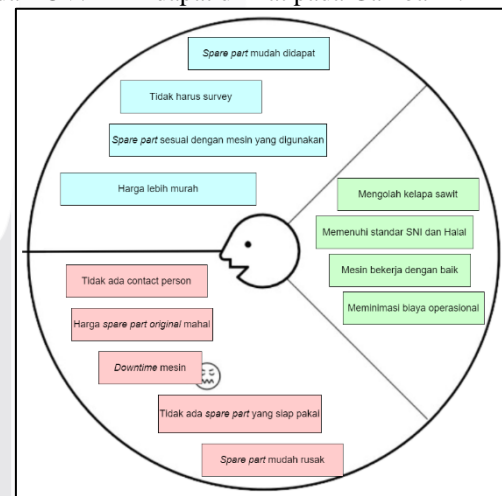 Spare part mudah didapat
Tidak harus survey
Spare part sesuai dengan mesin yang digunakan
Harga lebih murah
Mengolah kelapa sawit
Memenuhi standar SNI dan Halal
Mesin bekerja dengan baik
Meminimasi biaya operasional
Tidak ada contact person
Harga spare part original mahal
Downtime mesin
Tidak ada spare part yang siap pakai
Spare part mudah rusak